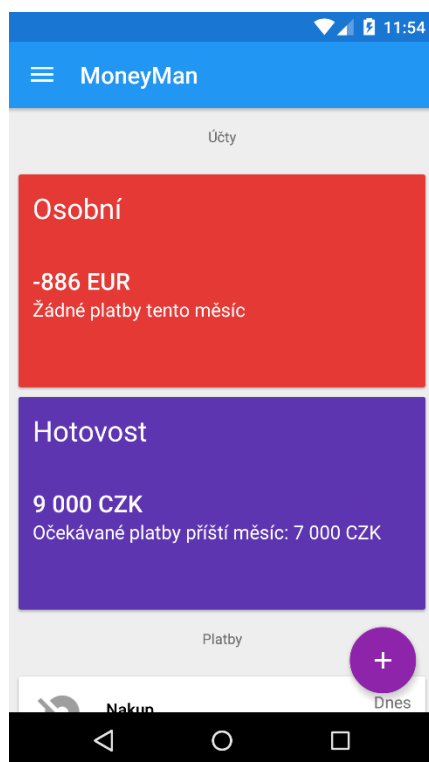 11:54
MoneyMan
Účty
Osobní
-886 EUR
Žádné platby tento měsíc
Hotovost
9 000 CZK
Očekávané platby příští měsíc: 7 000 CZK
Platby
+
Dnes
Nakup